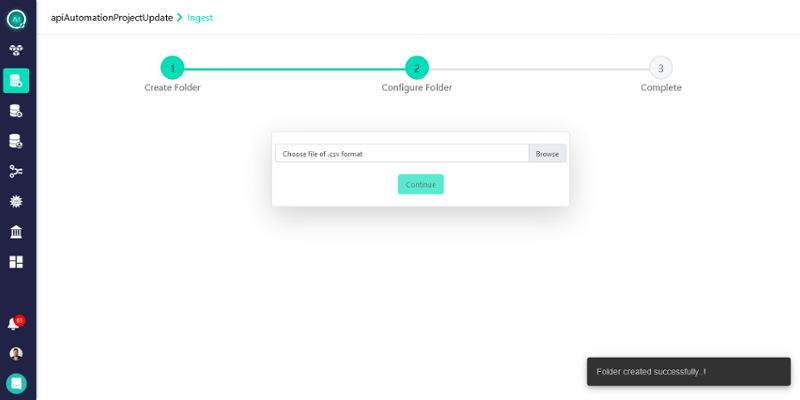 apiAutomationProjectUpdate > Ingest
AI
1
2
3
Create Folder
Configure Folder
Complete
Choose file of .csv format
Browse
Continue
63
Folder created successfully..!